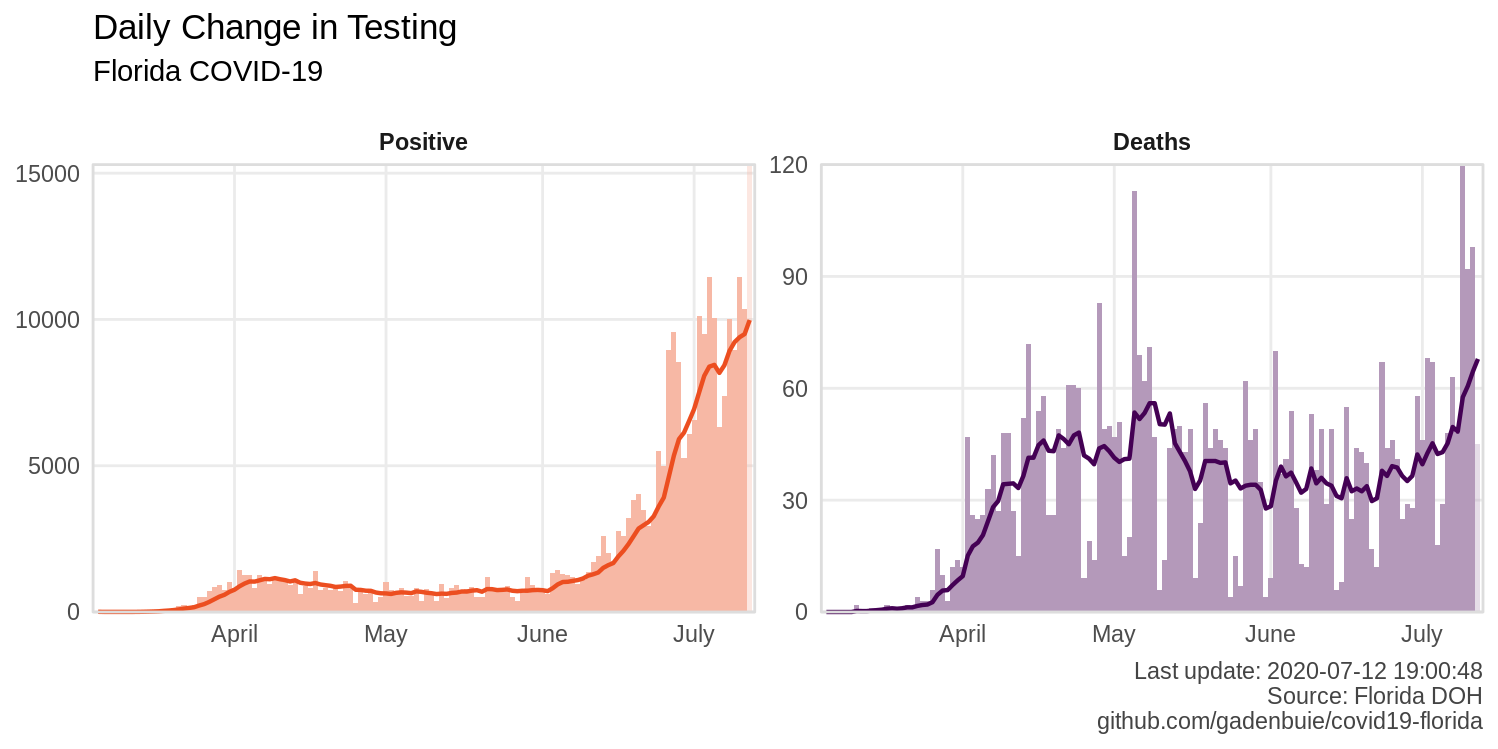 Daily Change in Testing
Florida COVID-19
Positive
15000
10000
5000
0
April May June July
Deaths
120
90
60
30
0
April May June July
Last update: 2020-07-12 19:00:48
Source: Florida DOH
github.com/gadenbuie/covid19-florida